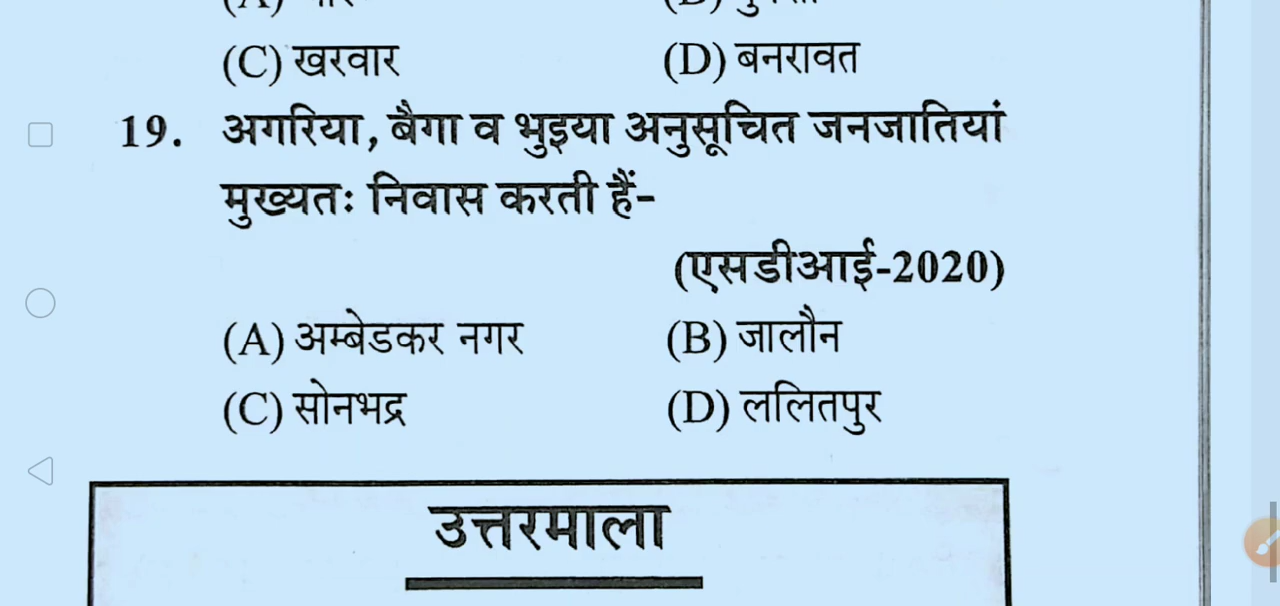 (C) खरवार (D) बनरावत
19. अगरिया, बैगा व भुइया अनुसूचित जनजातियां
मुख्यतः निवास करती हैं-
(एसडीआई-2020)
(A) अम्बेडकर नगर (B) जालौन
(C) सोनभद्र (D) ललितपुर
उत्तरमाला